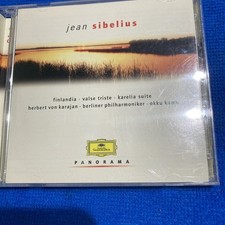 jean sibelius
finlandia · valse triste · karelia suite
herbert von karajan · berliner philharmoniker · okko kamu
PANORAMA